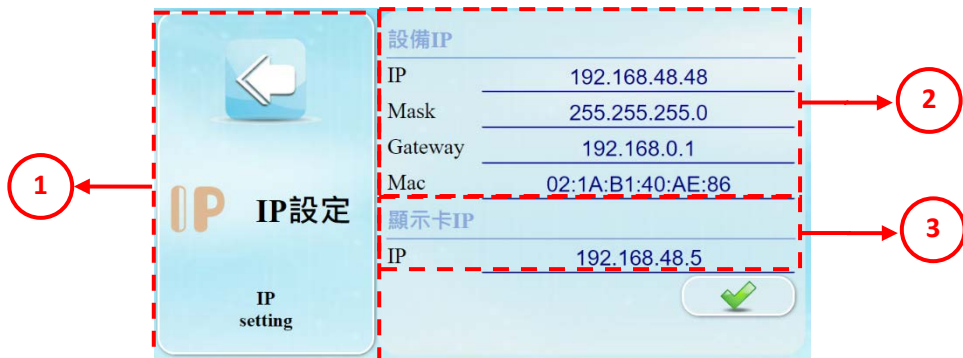 1
IP IP設定
IP
setting
設備IP
IP 192.168.48.48
Mask 255.255.255.0
Gateway 192.168.0.1
Mac 02:1A:B1:40:AE:86
顯示卡IP
IP 192.168.48.5
2
3